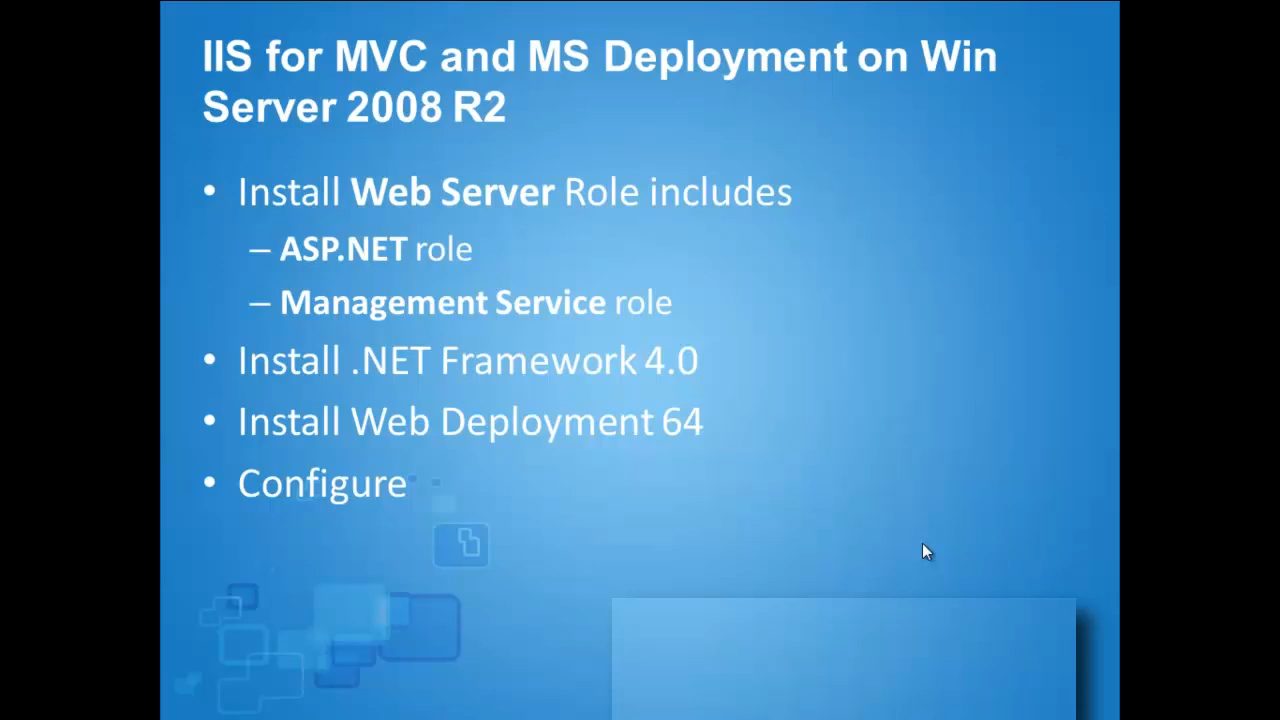 IIS for MVC and MS Deployment on Win
Server 2008 R2
• Install Web Server Role includes
– ASP.NET role
– Management Service role
• Install .NET Framework 4.0
• Install Web Deployment 64
• Configure